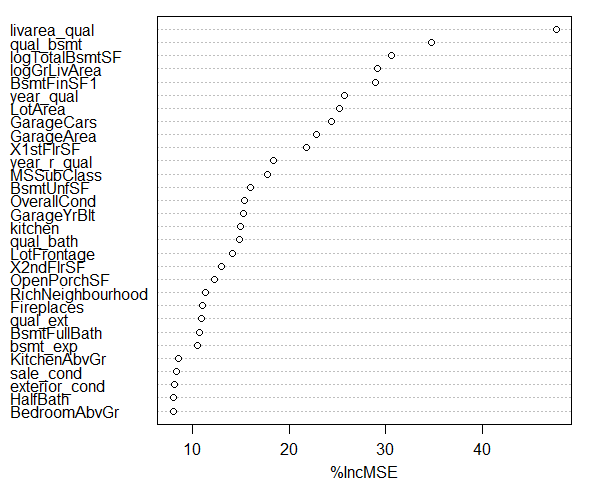 livarea_qual
qual_bsmt
logTotalBsmtSF
logGrLivArea
BsmtFinSF1
year_qual
LotArea
GarageCars
GarageArea
X1stFlrSF
year_r_qual
MSSubClass
BsmtUnfSF
OverallCond
GarageYrBlt
kitchen
qual_bath
LotFrontage
X2ndFlrSF
OpenPorchSF
RichNeighbourhood
Fireplaces
qual_ext
BsmtFullBath
bsmt_exp
KitchenAbvGr
sale_cond
exterior_cond
HalfBath
BedroomAbvGr
10 20 30 40
%IncMSE